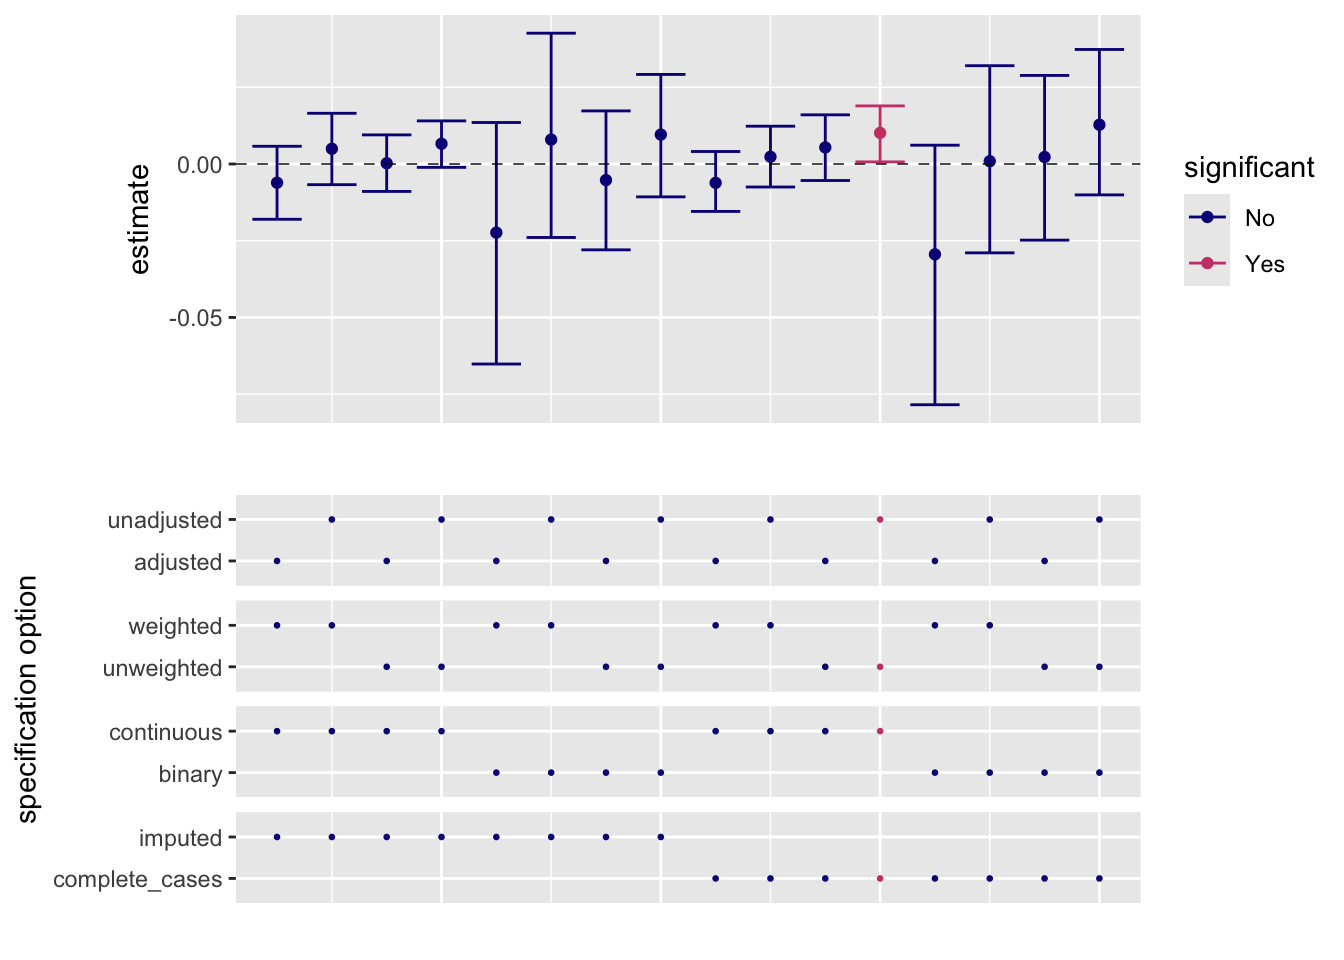 estimate
0.00
-0.05
significant
No
Yes
specification option
unadjusted
adjusted
weighted
unweighted
continuous
binary
imputed
complete_cases